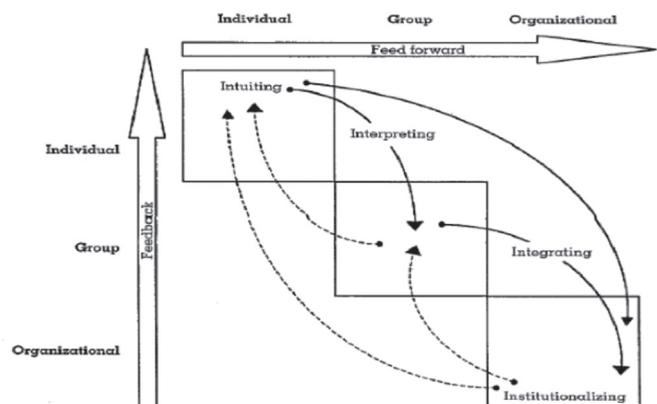 Individual Group Organizational
Feed forward
Intuiting
Interpreting
Individual
Feedback
Group
Integrating
Organizational
Institutionalizing